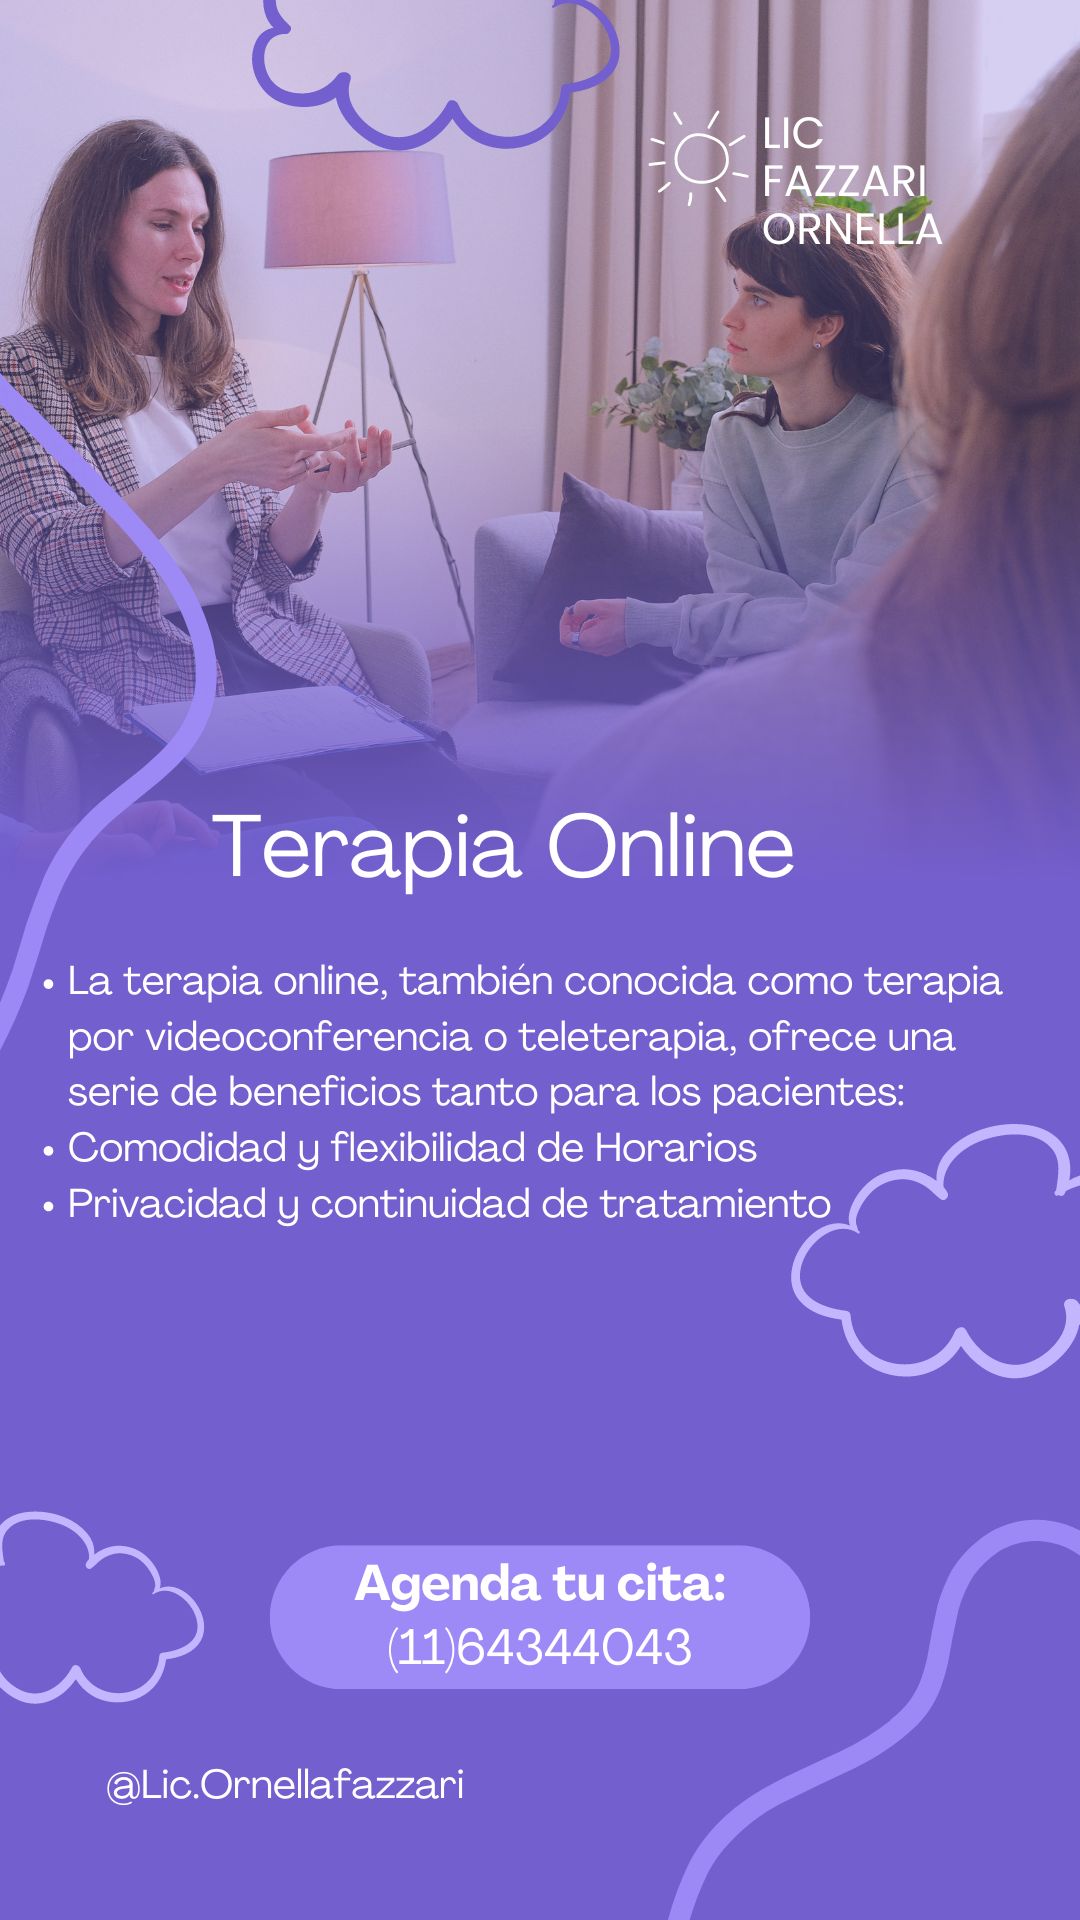 LIC
FAZZARI
ORNELLA
Terapia Online
• La terapia online, también conocida como terapia
por videoconferencia o teleterapia, ofrece una
serie de beneficios tanto para los pacientes:
• Comodidad y flexibilidad de Horarios
• Privacidad y continuidad de tratamiento
Agenda tu cita:
(11)64344043
@Lic.Ornellafazzari